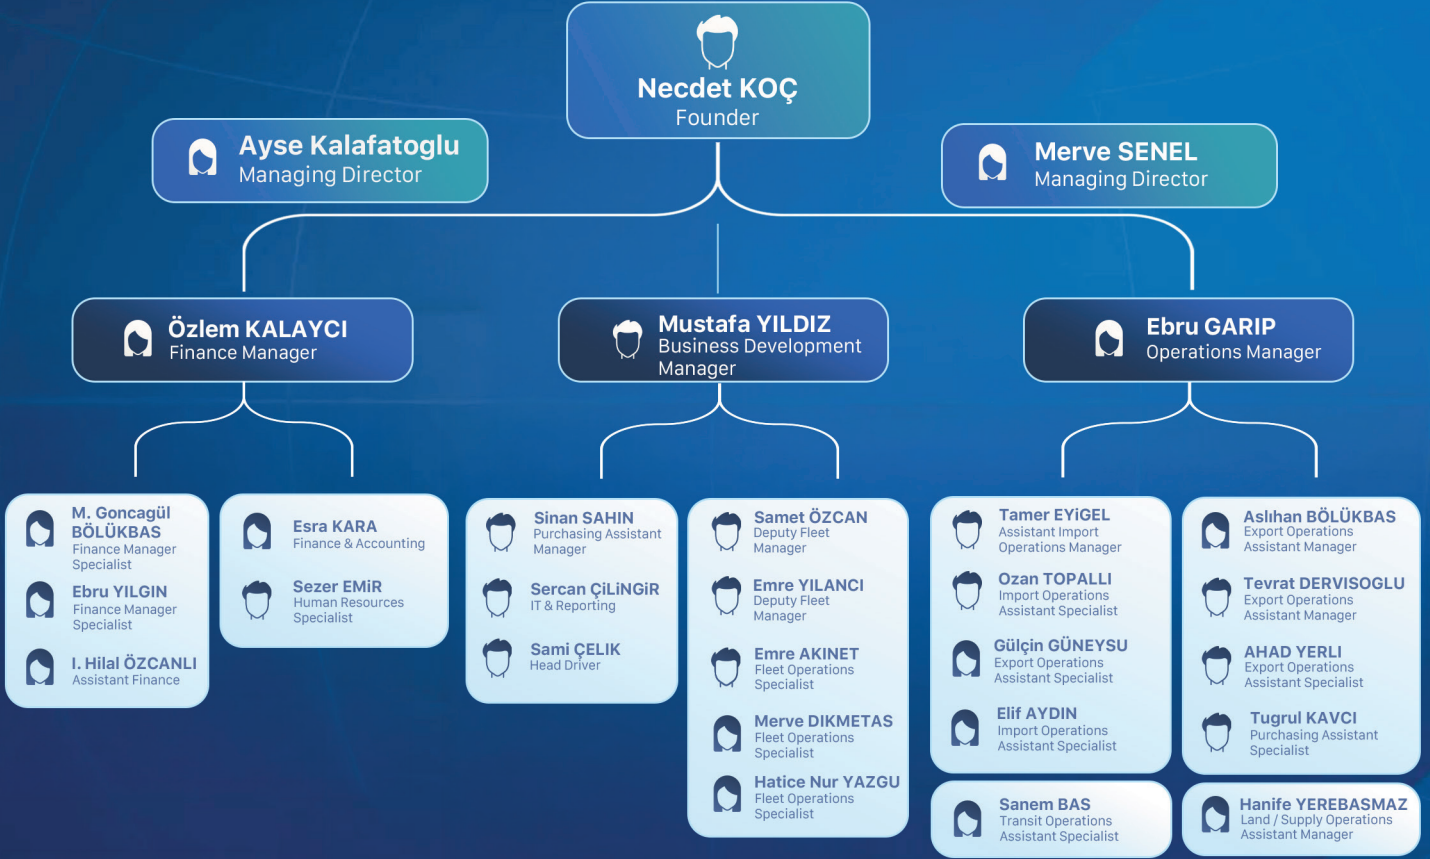 Necdet KOÇ
Founder
Ayse Kalafatoglu
Managing Director
Merve SENEL
Managing Director
Özlem KALAYCI
Finance Manager
Mustafa YILDIZ
Business Development
Manager
Ebru GARIP
Operations Manager
M. Goncagül
BÖLÜKBAS
Finance Manager
Specialist
Ebru YILGIN
Finance Manager
Specialist
I. Hilal ÖZCANLI
Assistant Finance
Esra KARA
Finance & Accounting
Sezer EMiR
Human Resources
Specialist
Sinan SAHIN
Purchasing Assistant
Manager
Sercan ÇiLiNGiR
IT & Reporting
Sami ÇELIK
Head Driver
Samet ÖZCAN
Deputy Fleet
Manager
Emre YILANCI
Deputy Fleet
Manager
Emre AKINET
Fleet Operations
Specialist
Merve DIKMETAS
Fleet Operations
Specialist
Hatice Nur YAZGU
Fleet Operations
Specialist
Tamer EYiGEL
Assistant Import
Operations Manager
Ozan TOPALLI
Import Operations
Assistant Specialist
Gülçin GÜNEYSU
Export Operations
Assistant Specialist
Elif AYDIN
Import Operations
Assistant Specialist
Sanem BAS
Transit Operations
Assistant Specialist
Aslıhan BÖLÜKBAS
Export Operations
Assistant Manager
Tevrat DERVISOGLU
Export Operations
Assistant Manager
AHAD YERLI
Export Operations
Assistant Specialist
Tugrul KAVCI
Purchasing Assistant
Specialist
Hanife YEREBASMAZ
Land / Supply Operations
Assistant Manager